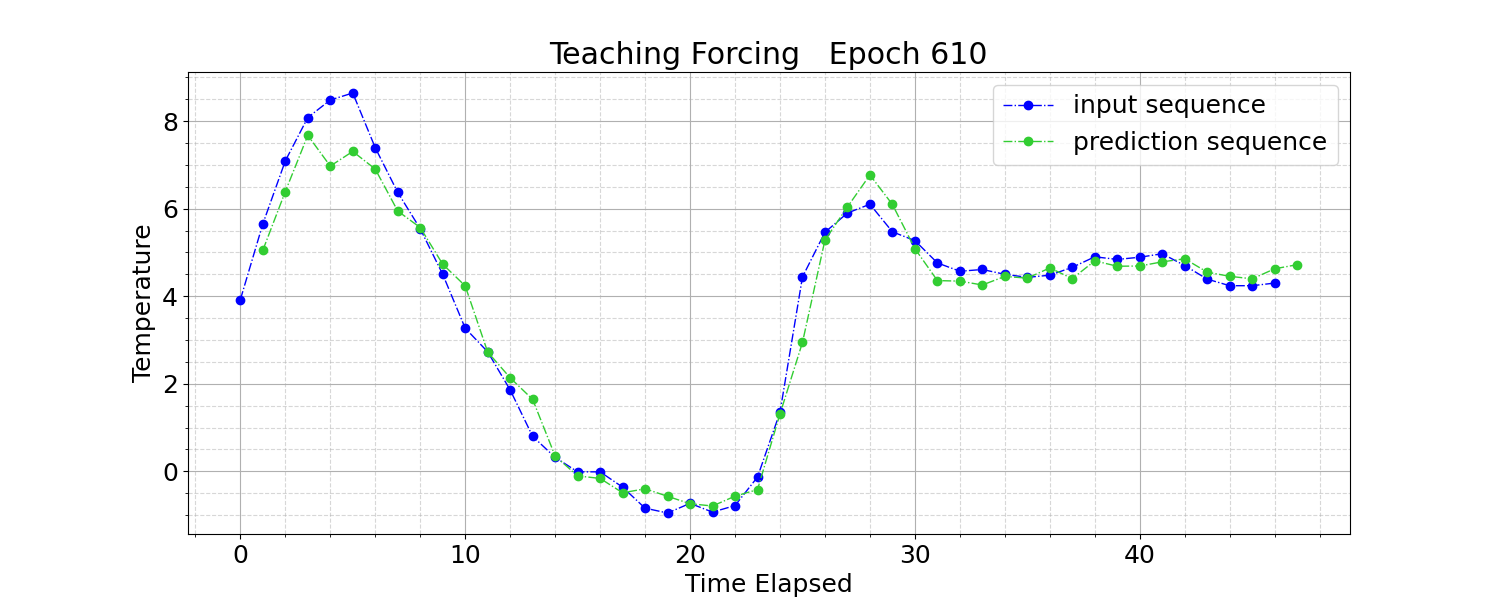 Teaching Forcing   Epoch 610
input sequence
prediction sequence
Temperature
8
6
4
2
0
0 10 20 30 40
Time Elapsed